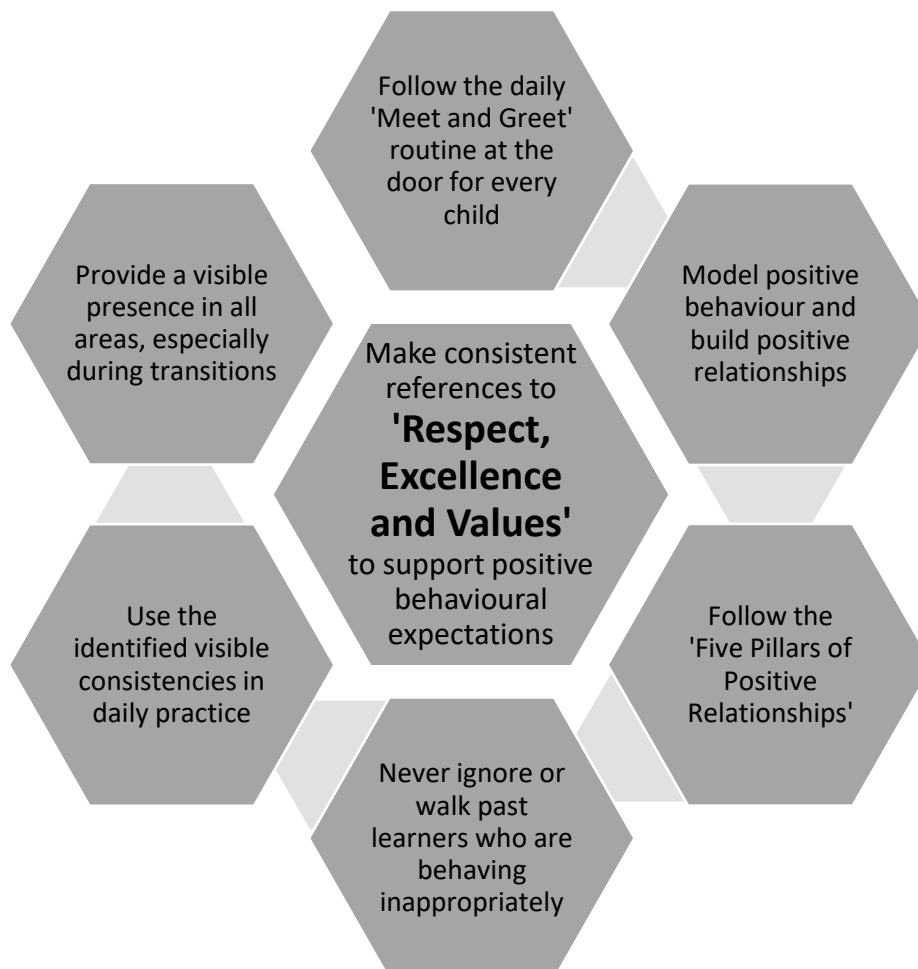 Follow the daily
'Meet and Greet'
routine at the
door for every
child
Provide a visible
presence in all
areas, especially
during transitions
Model positive
behaviour and
build positive
relationships
Make consistent
references to
'Respect,
Excellence
and Values'
to support positive
behavioural
expectations
Use the
identified visible
consistencies in
daily practice
Follow the
'Five Pillars of
Positive
Relationships'
Never ignore or
walk past
learners who are
behaving
inappropriately